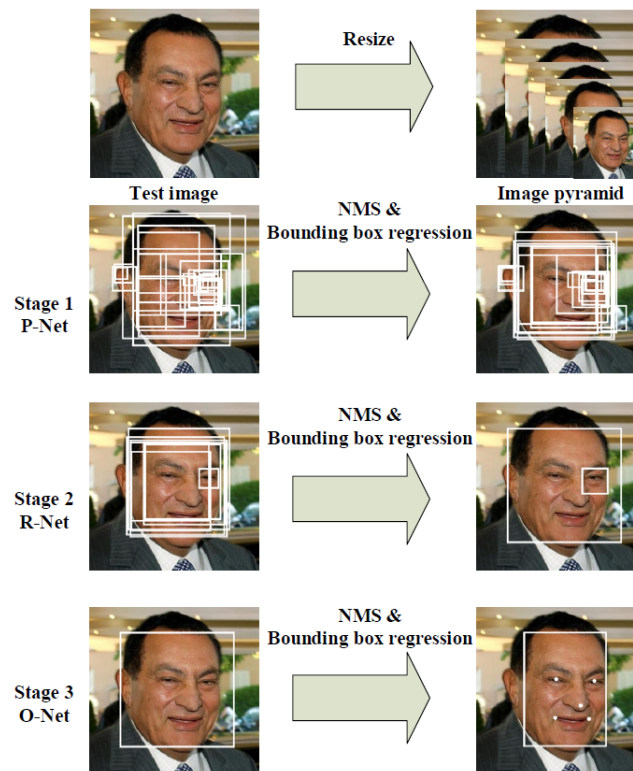 Resize
Test image
Image pyramid
NMS &
Bounding box regression
Stage 1
P-Net
NMS &
Bounding box regression
Stage 2
R-Net
NMS &
Bounding box regression
Stage 3
O-Net